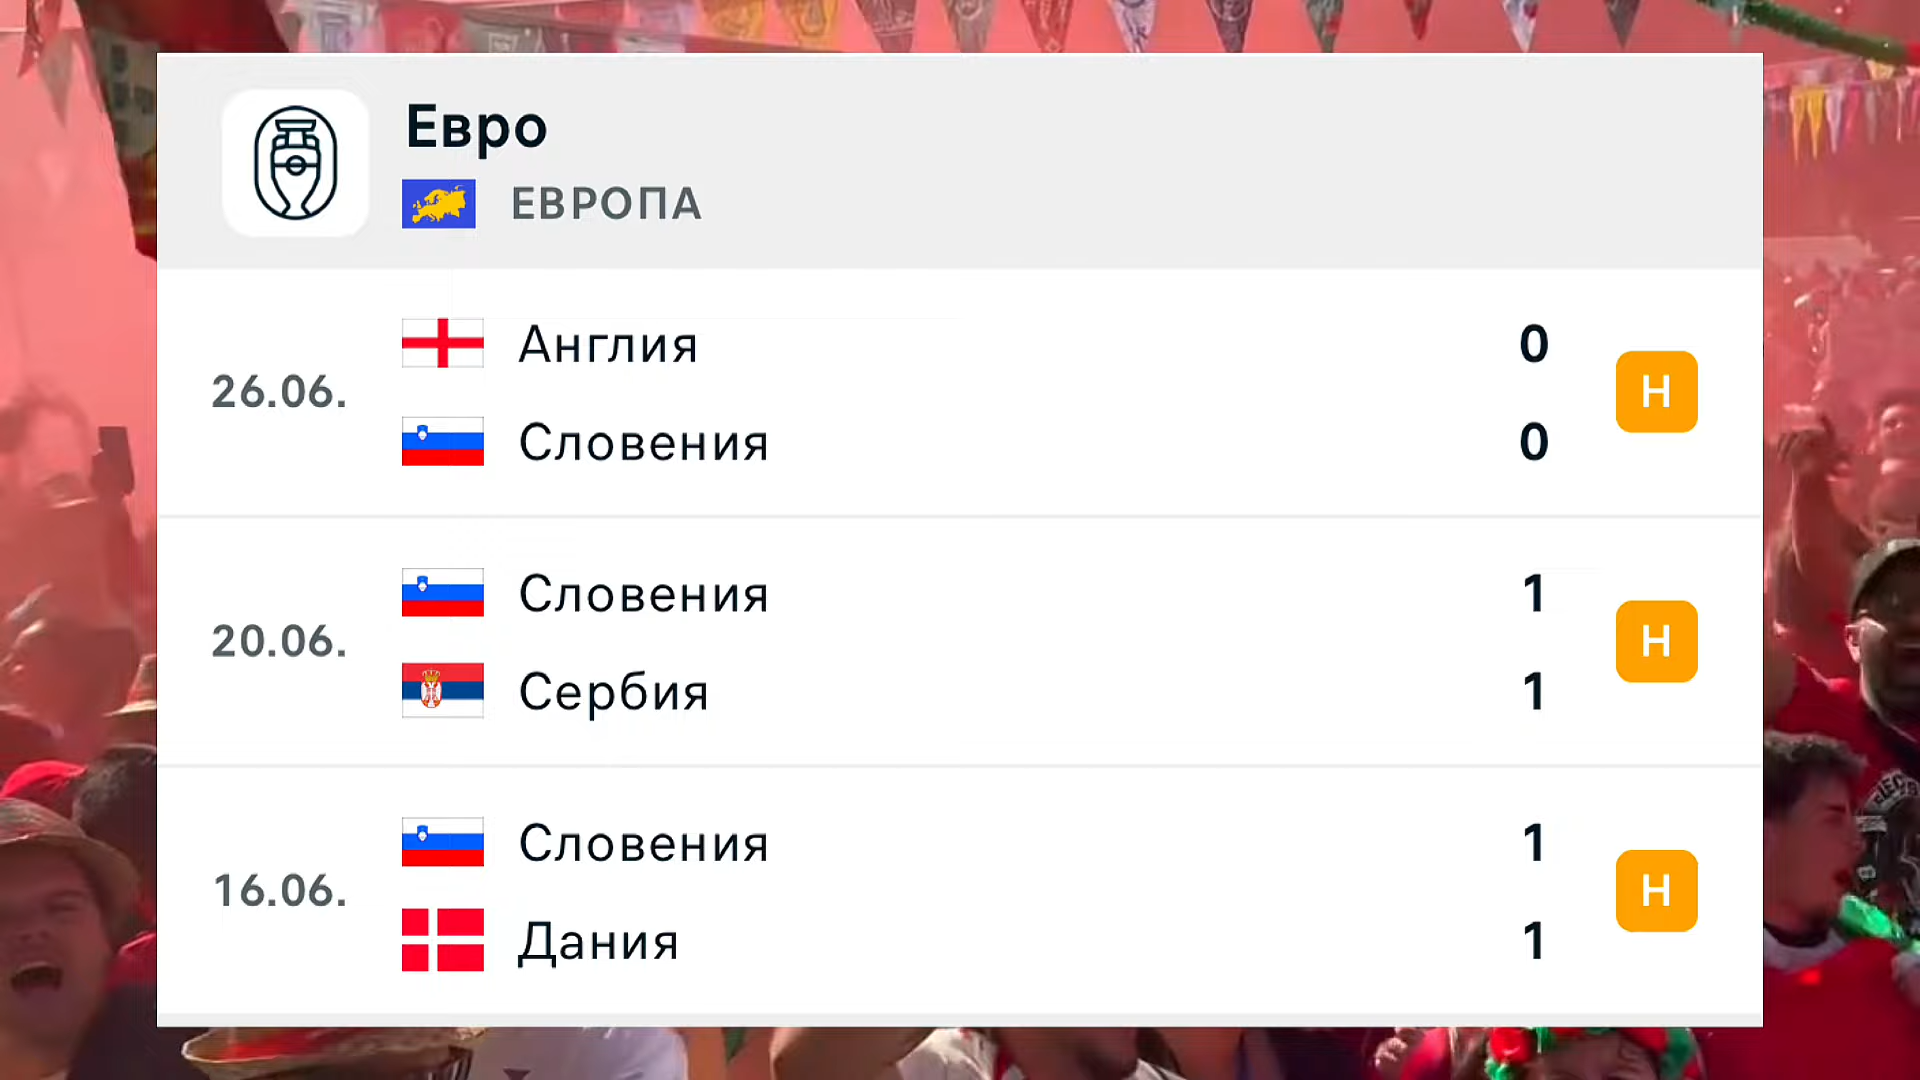 Евро
ЕВРОПА
26.06.
Англия 0
Словения 0
Н
20.06.
Словения 1
Сербия 1
Н
16.06.
Словения 1
Дания 1
Н